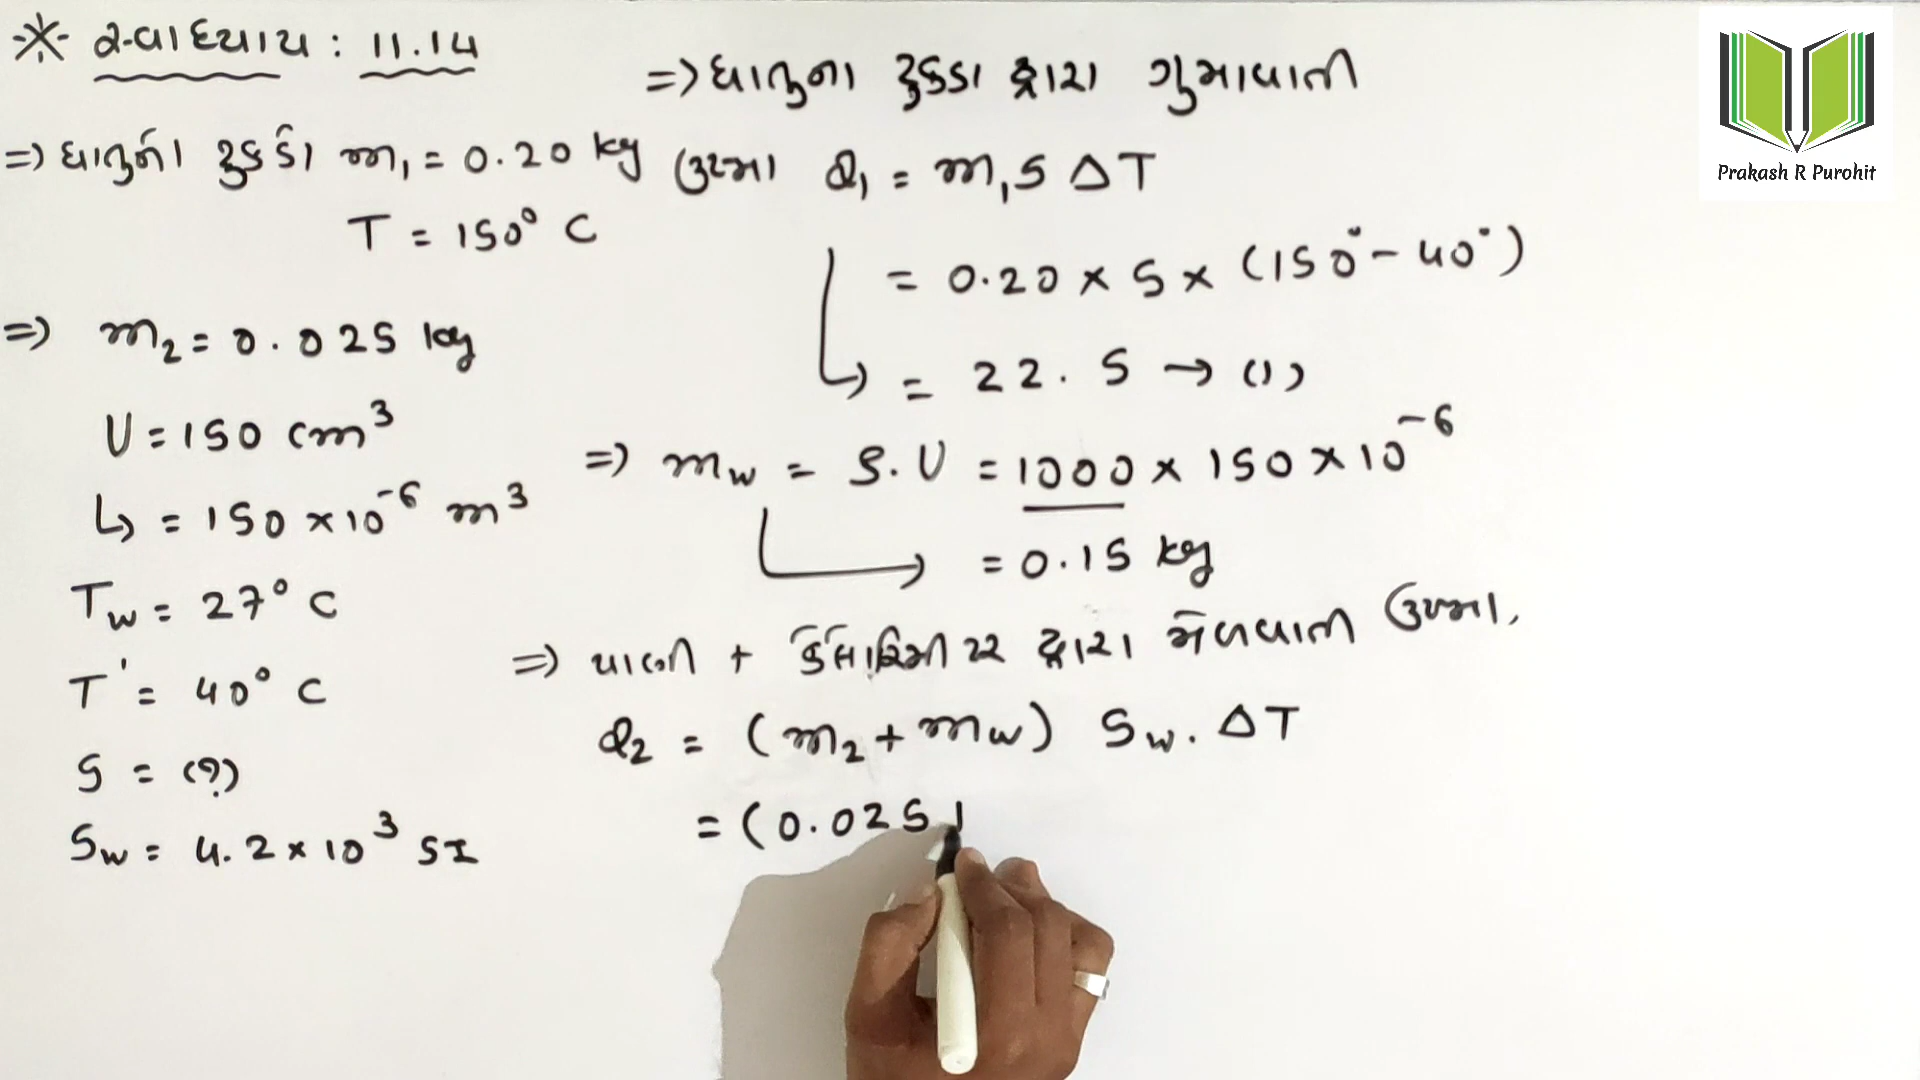 * સ્વાધ્યાય : 11.14
=> ધાતુનો ટુકડો m₁ = 0.20 kg
T = 150° C
=> m₂ = 0.025 kg
V = 150 cm³
↳ = 150 × 10⁻⁶ m³
T_w = 27° C
T' = 40° C
S = (?)
S_w = 4.2 × 10³ SI
=> ધાતુના ટુકડા દ્વારા ગુમાવાતી
ઉષ્મા Q₁ = m₁ S ΔT
= 0.20 × S × (150° - 40°)
↳ = 22. S → (1)
=> m_w = ρ.V = 1000 × 150 × 10⁻⁶
↳ = 0.15 kg
=> પાણી + કેલોરિમીટર દ્વારા મેળવાતી ઉષ્મા,
Q₂ = (m₂ + m_w) S_w. ΔT
= (0.025
Prakash R Purohit